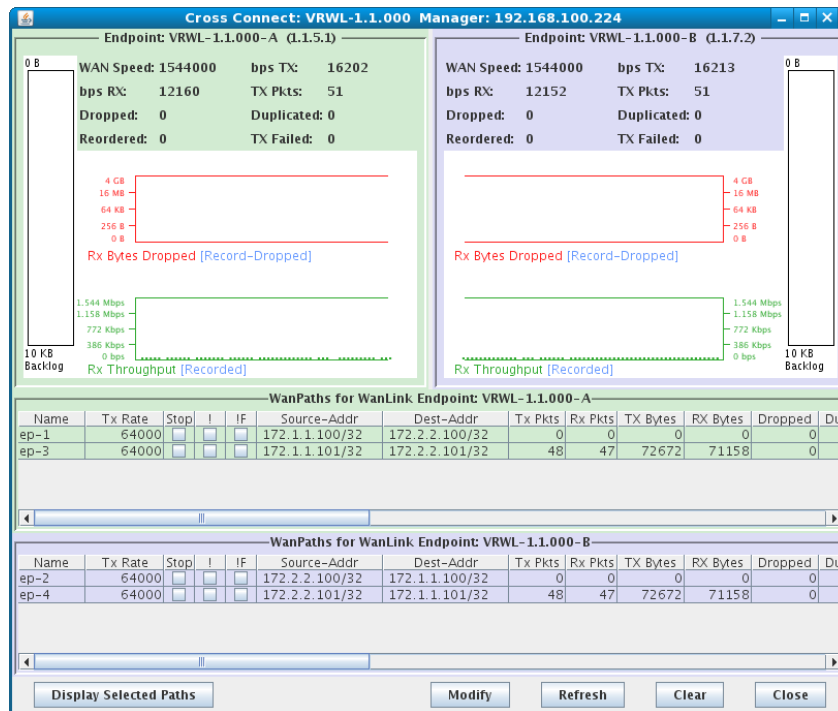 Cross Connect: VRWL-1.1.000 Manager: 192.168.100.224
Endpoint: VRWL-1.1.000-A (1.1.5.1)
0 B
WAN Speed: 1544000 bps TX: 16202
bps RX: 12160 TX Pkts: 51
Dropped: 0 Duplicated: 0
Reordered: 0 TX Failed: 0
4 GB
16 MB
64 KB
256 B
0 B
Rx Bytes Dropped [Record-Dropped]
1.544 Mbps
1.158 Mbps
772 Kbps
386 Kbps
0 bps
10 KB
Backlog
Rx Throughput [Recorded]
Endpoint: VRWL-1.1.000-B (1.1.7.2)
WAN Speed: 1544000 bps TX: 16213
bps RX: 12152 TX Pkts: 51
Dropped: 0 Duplicated: 0
Reordered: 0 TX Failed: 0
0 B
4 GB
16 MB
64 KB
256 B
0 B
Rx Bytes Dropped [Record-Dropped]
1.544 Mbps
1.158 Mbps
772 Kbps
386 Kbps
0 bps
Rx Throughput [Recorded]
10 KB
Backlog
WanPaths for WanLink Endpoint: VRWL-1.1.000-A
Name Tx Rate Stop ! !F Source-Addr Dest-Addr Tx Pkts Rx Pkts TX Bytes RX Bytes Dropped Du
ep-1 64000 172.1.1.100/32 172.2.2.100/32 0 0 0 0 0
ep-3 64000 172.1.1.101/32 172.2.2.101/32 48 47 72672 71158 0
WanPaths for WanLink Endpoint: VRWL-1.1.000-B
Name Tx Rate Stop ! !F Source-Addr Dest-Addr Tx Pkts Rx Pkts TX Bytes RX Bytes Dropped Du
ep-2 64000 172.2.2.100/32 172.1.1.100/32 0 0 0 0 0
ep-4 64000 172.2.2.101/32 172.1.1.101/32 48 47 72672 71158 0
Display Selected Paths Modify Refresh Clear Close